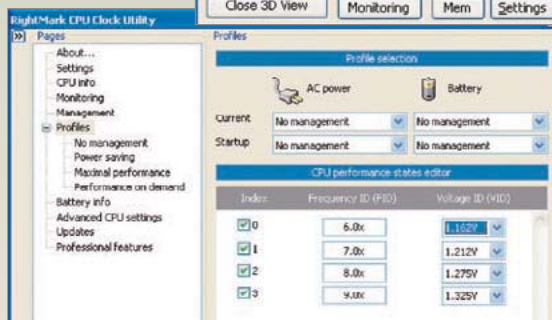 Close 3D View Monitoring Mem Settings
RightMark CPU Clock Utility
Pages
About...
Settings
CPU info
Monitoring
Management
Profiles
No management
Power saving
Maximal performance
Performance on demand
Battery info
Advanced CPU settings
Updates
Professional features
Profiles
Profile selection
AC power Battery
Current No management No management
Startup No management No management
CPU performance states editor
Index Frequency ID (FID) Voltage ID (VID)
0 6.0x 1.162V
1 7.0x 1.212V
2 8.0x 1.275V
3 9.0x 1.325V